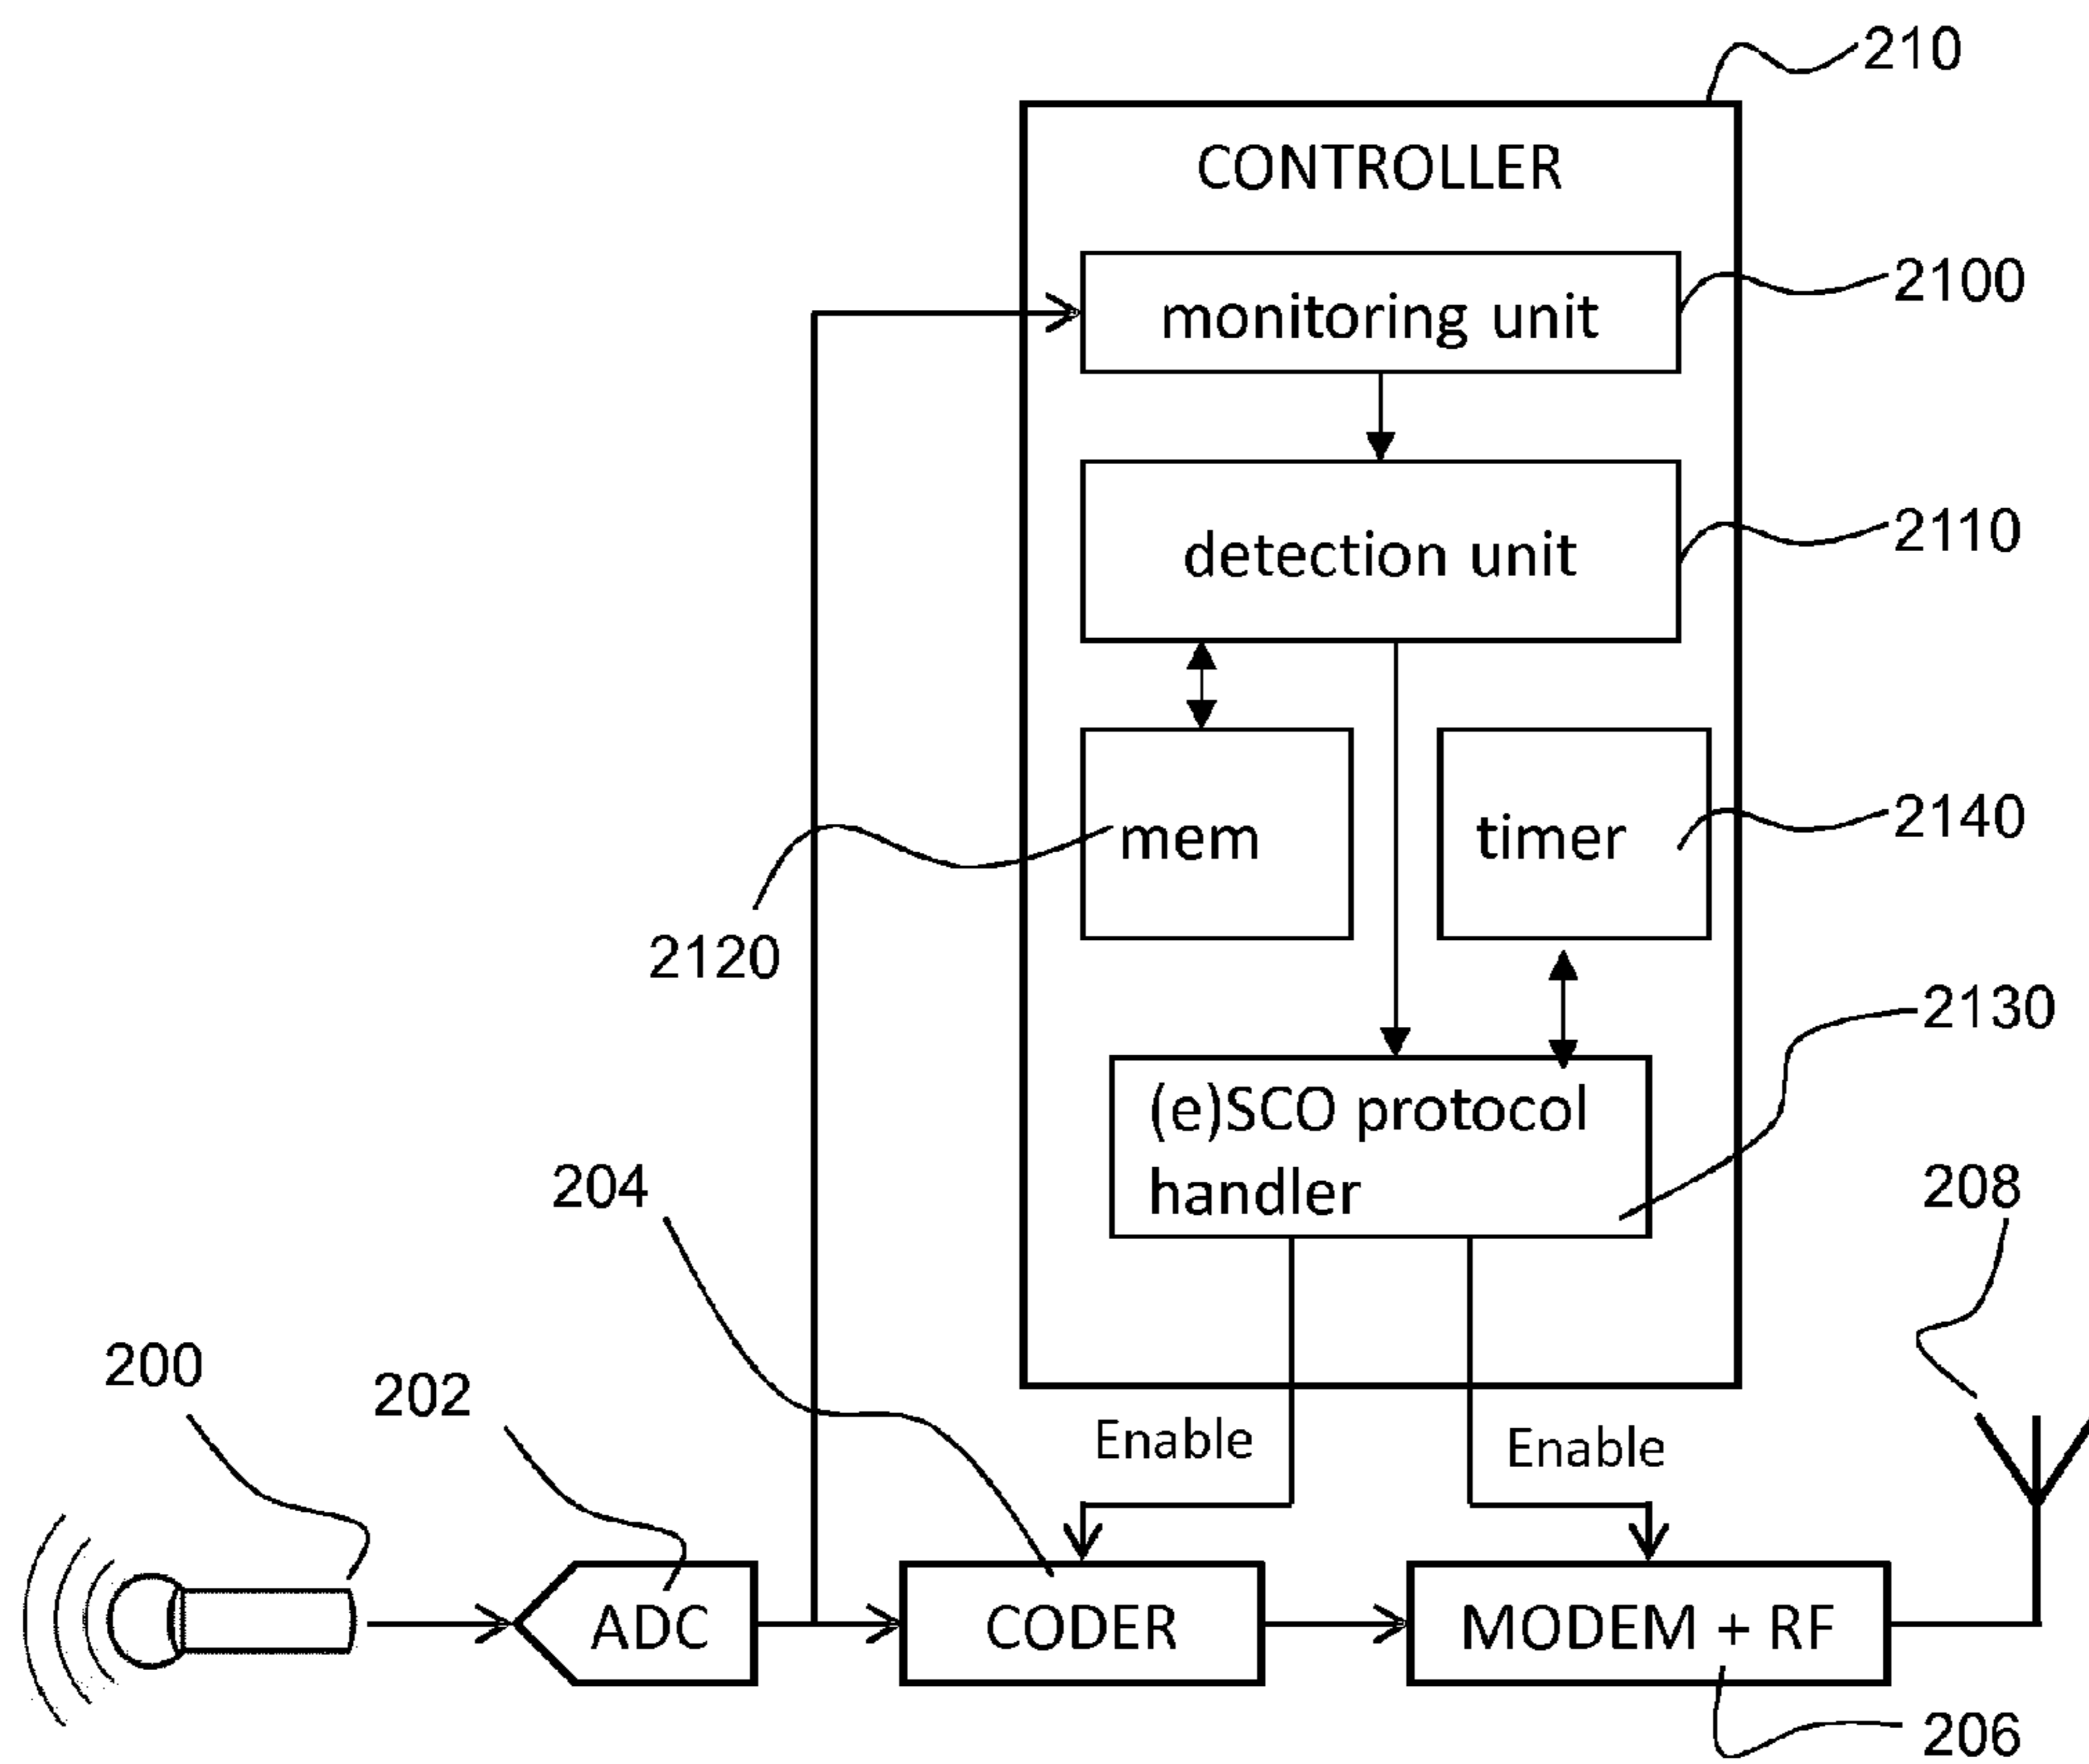 210
CONTROLLER
2100
monitoring unit
2110
detection unit
2140
mem
timer
2120
2130
(e)SCO protocol
handler
204
208
200
202
Enable
Enable
ADC
CODER
MODEM + RF
206